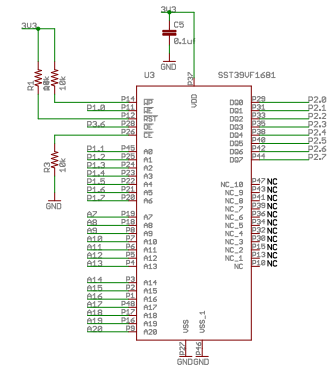 3V3
3V3
C5
0.1uf
GND
R1
10k
U3
SST39VF1681
P37
VDD
P14
WP
P1.0 P11 WE
P12 RST
P3.6 P28 OE
P26 CE
R3
10k
GND
P1.1 P45 A0
P1.2 P25 A1
P1.3 P24 A2
P1.4 P23 A3
P1.5 P22 A4
P1.6 P21 A5
P1.7 P20 A6
A7 P19 A7
A8 P18 A8
A9 P8 A9
A10 P7 A10
A11 P6 A11
A12 P5 A12
A13 P4 A13
A14 P3 A14
A15 P2 A15
A16 P1 A16
A17 P48 A17
A18 P17 A18
A19 P16 A19
A20 P9 A20
DQ0 P29 P2.0
DQ1 P31 P2.1
DQ2 P33 P2.2
DQ3 P35 P2.3
DQ4 P38 P2.4
DQ5 P40 P2.5
DQ6 P42 P2.6
DQ7 P44 P2.7
NC_10 P47 NC
NC_9 P43 NC
NC_8 P41 NC
NC_7 P39 NC
NC_6 P36 NC
NC_5 P34 NC
NC_4 P32 NC
NC_3 P30 NC
NC_2 P15 NC
NC_1 P13 NC
NC P10 NC
VSS
VSS_1
P27
P46
GND GND